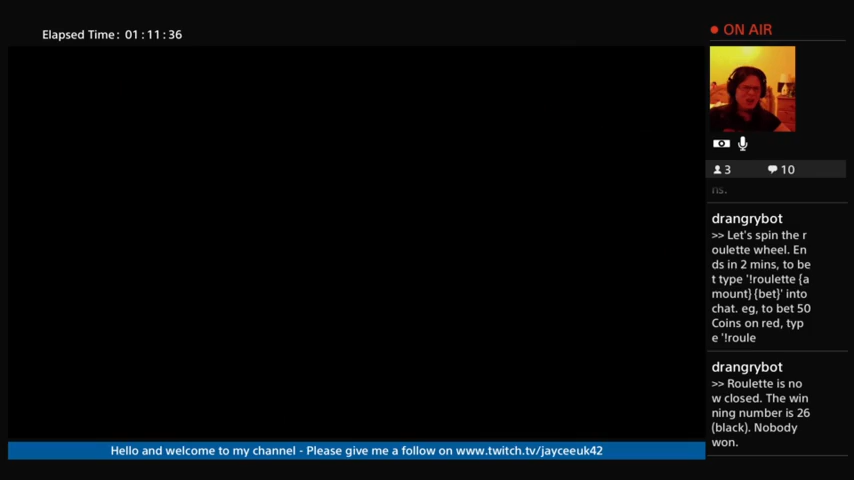 Elapsed Time: 01:11:36
ON AIR
3 10
ns.
drangrybot
>> Let's spin the r
oulette wheel. En
ds in 2 mins, to be
t type '!roulette {a
mount} {bet}' into
chat. eg, to bet 50
Coins on red, typ
e '!roule
drangrybot
>> Roulette is no
w closed. The win
ning number is 26
(black). Nobody
won.
Hello and welcome to my channel - Please give me a follow on www.twitch.tv/jayceeuk42